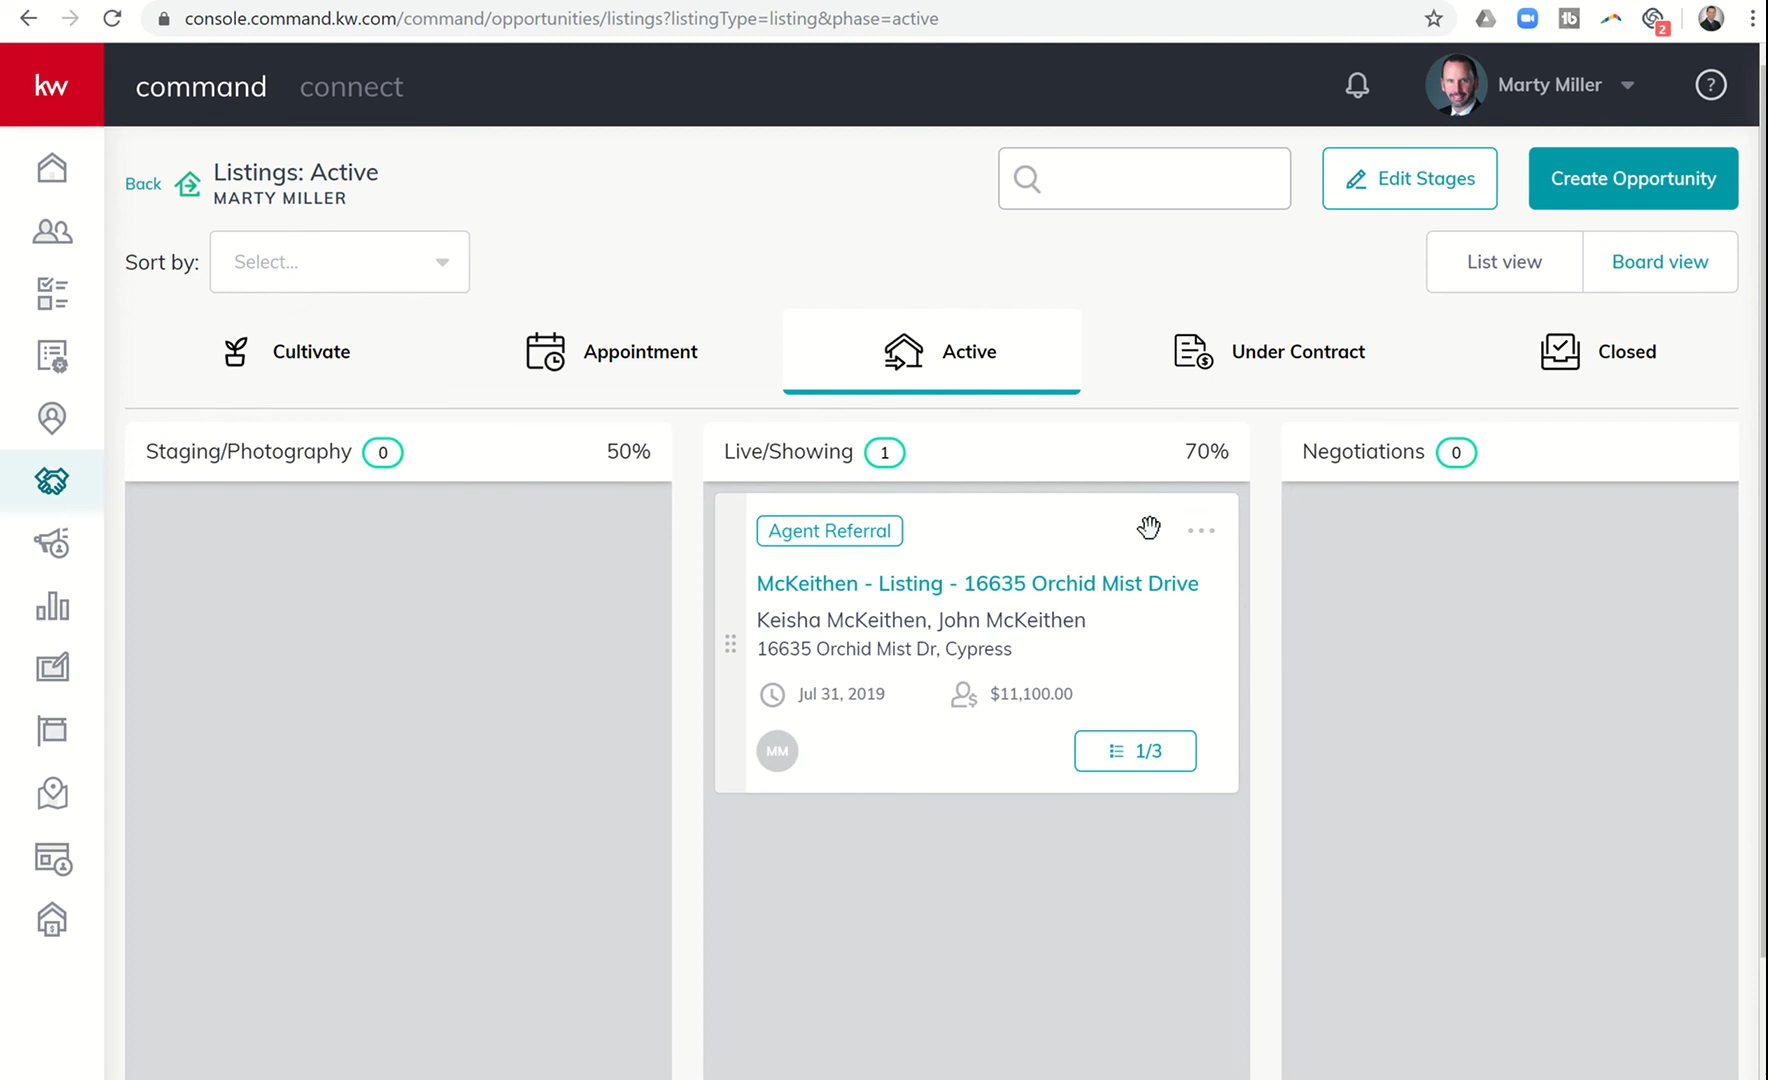 console.command.kw.com/command/opportunities/listings?listingType=listing&phase=active
2
kw
command connect
Marty Miller
?
Back
Listings: Active
MARTY MILLER
Edit Stages
Create Opportunity
Sort by:
Select...
List view
Board view
Cultivate
Appointment
Active
Under Contract
Closed
Staging/Photography 0 50%
Live/Showing 1 70%
Negotiations 0
Agent Referral
McKeithen - Listing - 16635 Orchid Mist Drive
Keisha McKeithen, John McKeithen
16635 Orchid Mist Dr, Cypress
Jul 31, 2019
$11,100.00
MM
1/3